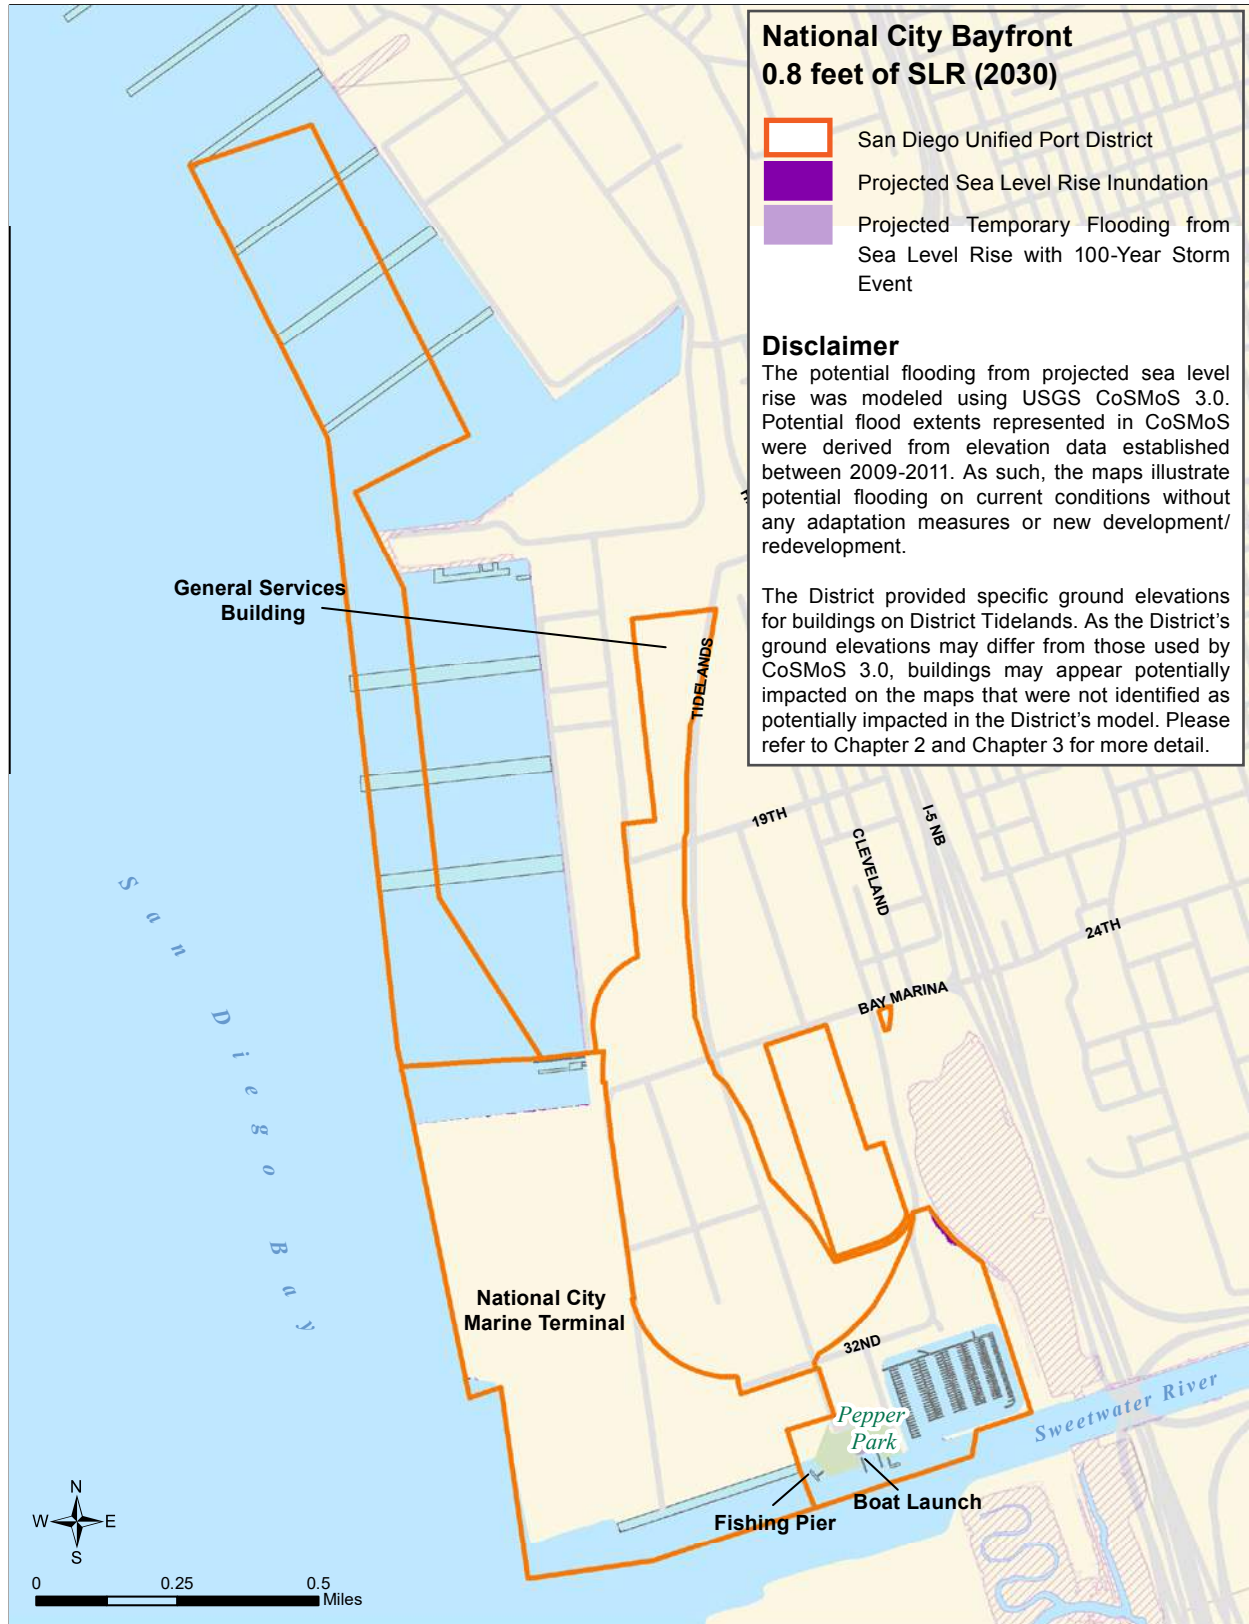 National City Bayfront
0.8 feet of SLR (2030)
San Diego Unified Port District
Projected Sea Level Rise Inundation
Projected Temporary Flooding from
Sea Level Rise with 100-Year Storm
Event
Disclaimer
The potential flooding from projected sea level
rise was modeled using USGS CoSMoS 3.0.
Potential flood extents represented in CoSMoS
were derived from elevation data established
between 2009-2011. As such, the maps illustrate
potential flooding on current conditions without
any adaptation measures or new development/
redevelopment.
The District provided specific ground elevations
for buildings on District Tidelands. As the District's
ground elevations may differ from those used by
CoSMoS 3.0, buildings may appear potentially
impacted on the maps that were not identified as
potentially impacted in the District's model. Please
refer to Chapter 2 and Chapter 3 for more detail.
General Services
Building
TIDELANDS
19TH
CLEVELAND
I-5 NB
24TH
BAY MARINA
San Diego Bay
National City
Marine Terminal
32ND
Pepper
Park
Sweetwater River
Boat Launch
Fishing Pier
N
W
E
S
0
0.25
0.5
Miles